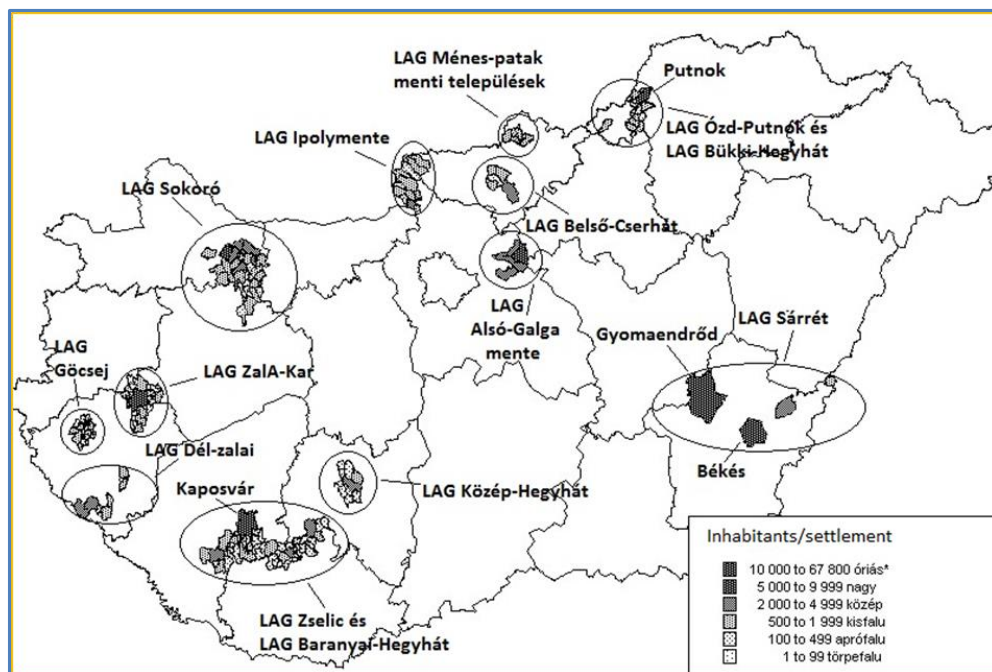 LAG Ménes-patak
menti települések
Putnok
LAG Ipolymente
LAG Ózd-Putnok és
LAG Bükki-Hegyhát
LAG Sokoró
LAG Belső-Cserhát
LAG
Alsó-Galga
mente
Gyomaendrőd
LAG Sárrét
LAG
Göcsej
LAG ZalA-Kar
LAG Dél-zalai
Kaposvár
LAG Közép-Hegyhát
Békés
LAG Zselic és
LAG Baranyai-Hegyhát
Inhabitants/settlement
10 000 to 67 800 óriás*
5 000 to 9 999 nagy
2 000 to 4 999 közép
500 to 1 999 kisfalu
100 to 499 aprófalu
1 to 99 törpefalu